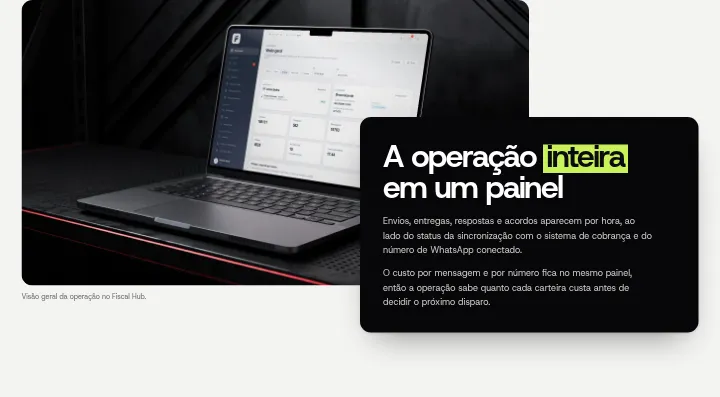 A operação inteira
em um painel
Envios, entregas, respostas e acordos aparecem por hora, ao
lado do status da sincronização com o sistema de cobrança e do
número de WhatsApp conectado.
O custo por mensagem e por número fica no mesmo painel,
então a operação sabe quanto cada carteira custa antes de
decidir o próximo disparo.
Visão geral da operação no Fiscal Hub.